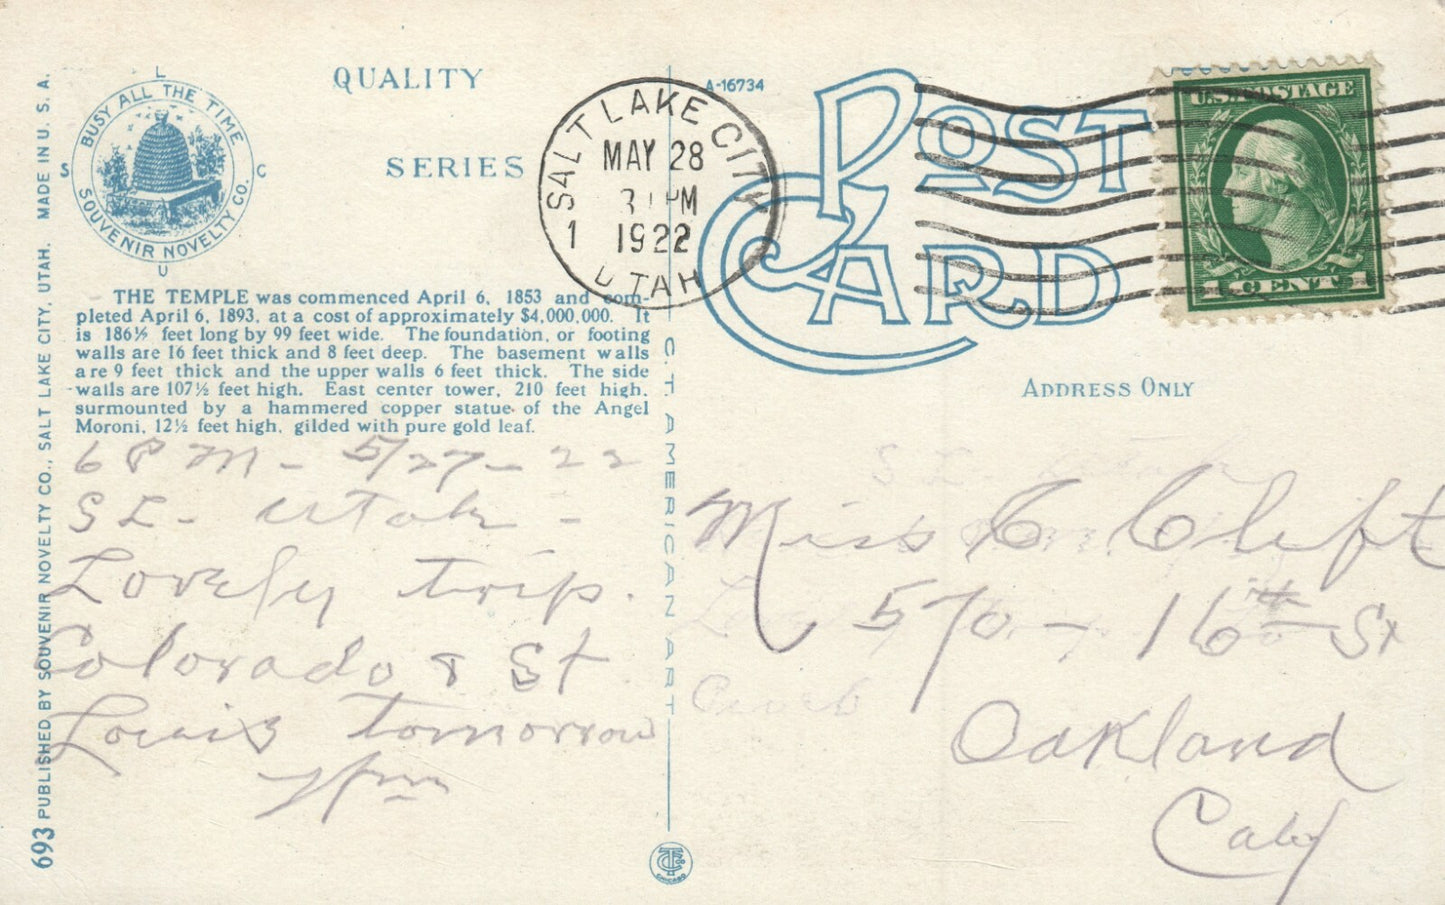 QUALITY
SERIES
BUSY ALL THE TIME
SOUVENIR NOVELTY CO.
S L C U
693 PUBLISHED BY SOUVENIR NOVELTY CO., SALT LAKE CITY, UTAH. MADE IN U. S. A.
THE TEMPLE was commenced April 6, 1853 and com-
pleted April 6, 1893, at a cost of approximately $4,000,000. It
is 186½ feet long by 99 feet wide. The foundation, or footing
walls are 16 feet thick and 8 feet deep. The basement walls
are 9 feet thick and the upper walls 6 feet thick. The side
walls are 107½ feet high. East center tower, 210 feet high,
surmounted by a hammered copper statue of the Angel
Moroni, 12½ feet high, gilded with pure gold leaf.
6 PM - 5/27-22
SL - Utah -
Lovely trip.
Colorado & St
Louis tomorrow
C.T. AMERICAN ART
CHICAGO
A-16734
POST
CARD
ADDRESS ONLY
SALT LAKE CITY
MAY 28
PM
1 1922
UTAH
U.S. POSTAGE
1 CENT 1
Miss C Clift
570 - 16th St
Oakland